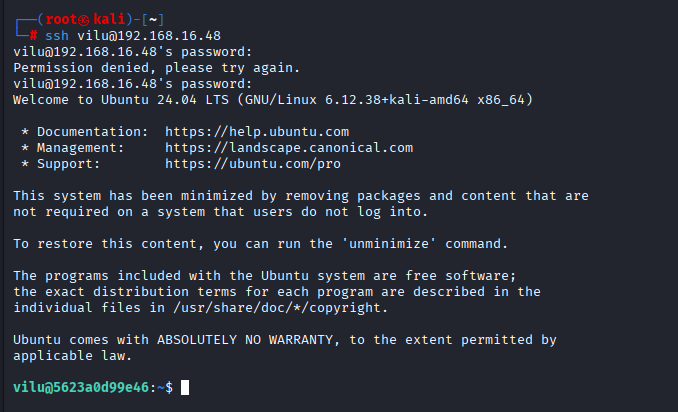 ┌──(root㉿kali)-[~]
└─# ssh vilu@192.168.16.48
vilu@192.168.16.48's password:
Permission denied, please try again.
vilu@192.168.16.48's password:
Welcome to Ubuntu 24.04 LTS (GNU/Linux 6.12.38+kali-amd64 x86_64)
* Documentation:  https://help.ubuntu.com
* Management:     https://landscape.canonical.com
* Support:        https://ubuntu.com/pro
This system has been minimized by removing packages and content that are
not required on a system that users do not log into.
To restore this content, you can run the 'unminimize' command.
The programs included with the Ubuntu system are free software;
the exact distribution terms for each program are described in the
individual files in /usr/share/doc/*/copyright.
Ubuntu comes with ABSOLUTELY NO WARRANTY, to the extent permitted by
applicable law.
vilu@5623a0d99e46:~$